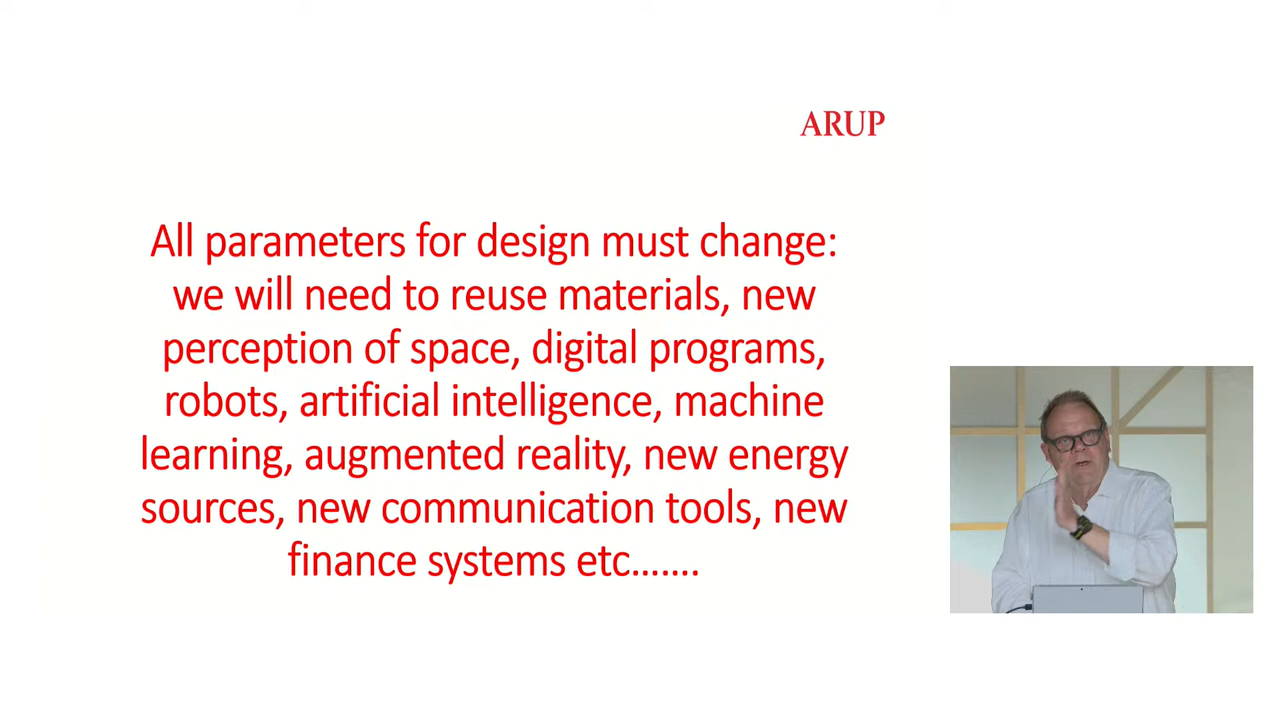 ARUP
All parameters for design must change:
we will need to reuse materials, new
perception of space, digital programs,
robots, artificial intelligence, machine
learning, augmented reality, new energy
sources, new communication tools, new
finance systems etc…….